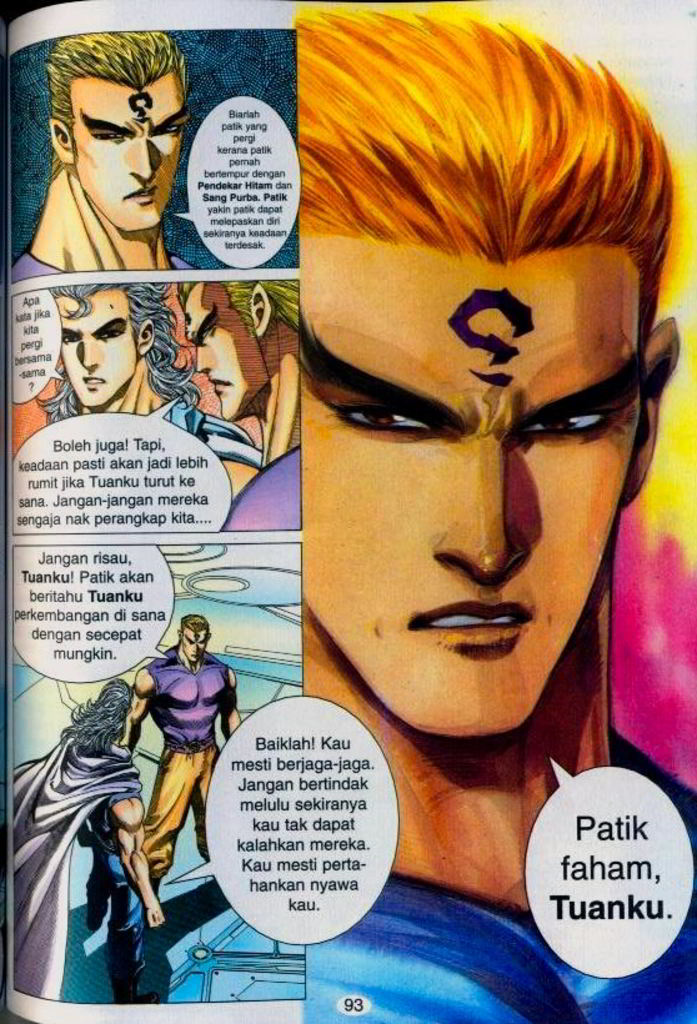 Biarlah
patik yang
pergi
kerana patik
pernah
bertempur dengan
Pendekar Hitam dan
Sang Purba. Patik
yakin patik dapat
melepaskan diri
sekiranya keadaan
terdesak.
Apa
kata jika
kita
pergi
bersama
-sama
?
Boleh juga! Tapi,
keadaan pasti akan jadi lebih
rumit jika Tuanku turut ke
sana. Jangan-jangan mereka
sengaja nak perangkap kita....
Jangan risau,
Tuanku! Patik akan
beritahu Tuanku
perkembangan di sana
dengan secepat
mungkin.
Baiklah! Kau
mesti berjaga-jaga.
Jangan bertindak
melulu sekiranya
kau tak dapat
kalahkan mereka.
Kau mesti perta-
hankan nyawa
kau.
Patik
faham,
Tuanku.
93